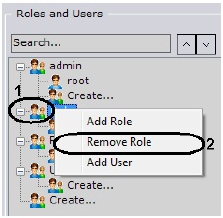 Roles and Users
Search...
admin
1
root
Create...
Add Role
Remove Role
2
Add User
Create...
Create...